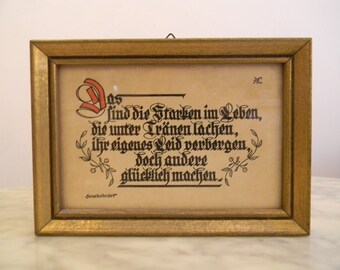 Das
sind die Starken im Leben,
die unter Tränen lachen,
ihr eigenes Leid verbergen,
doch andere
glücklich machen.